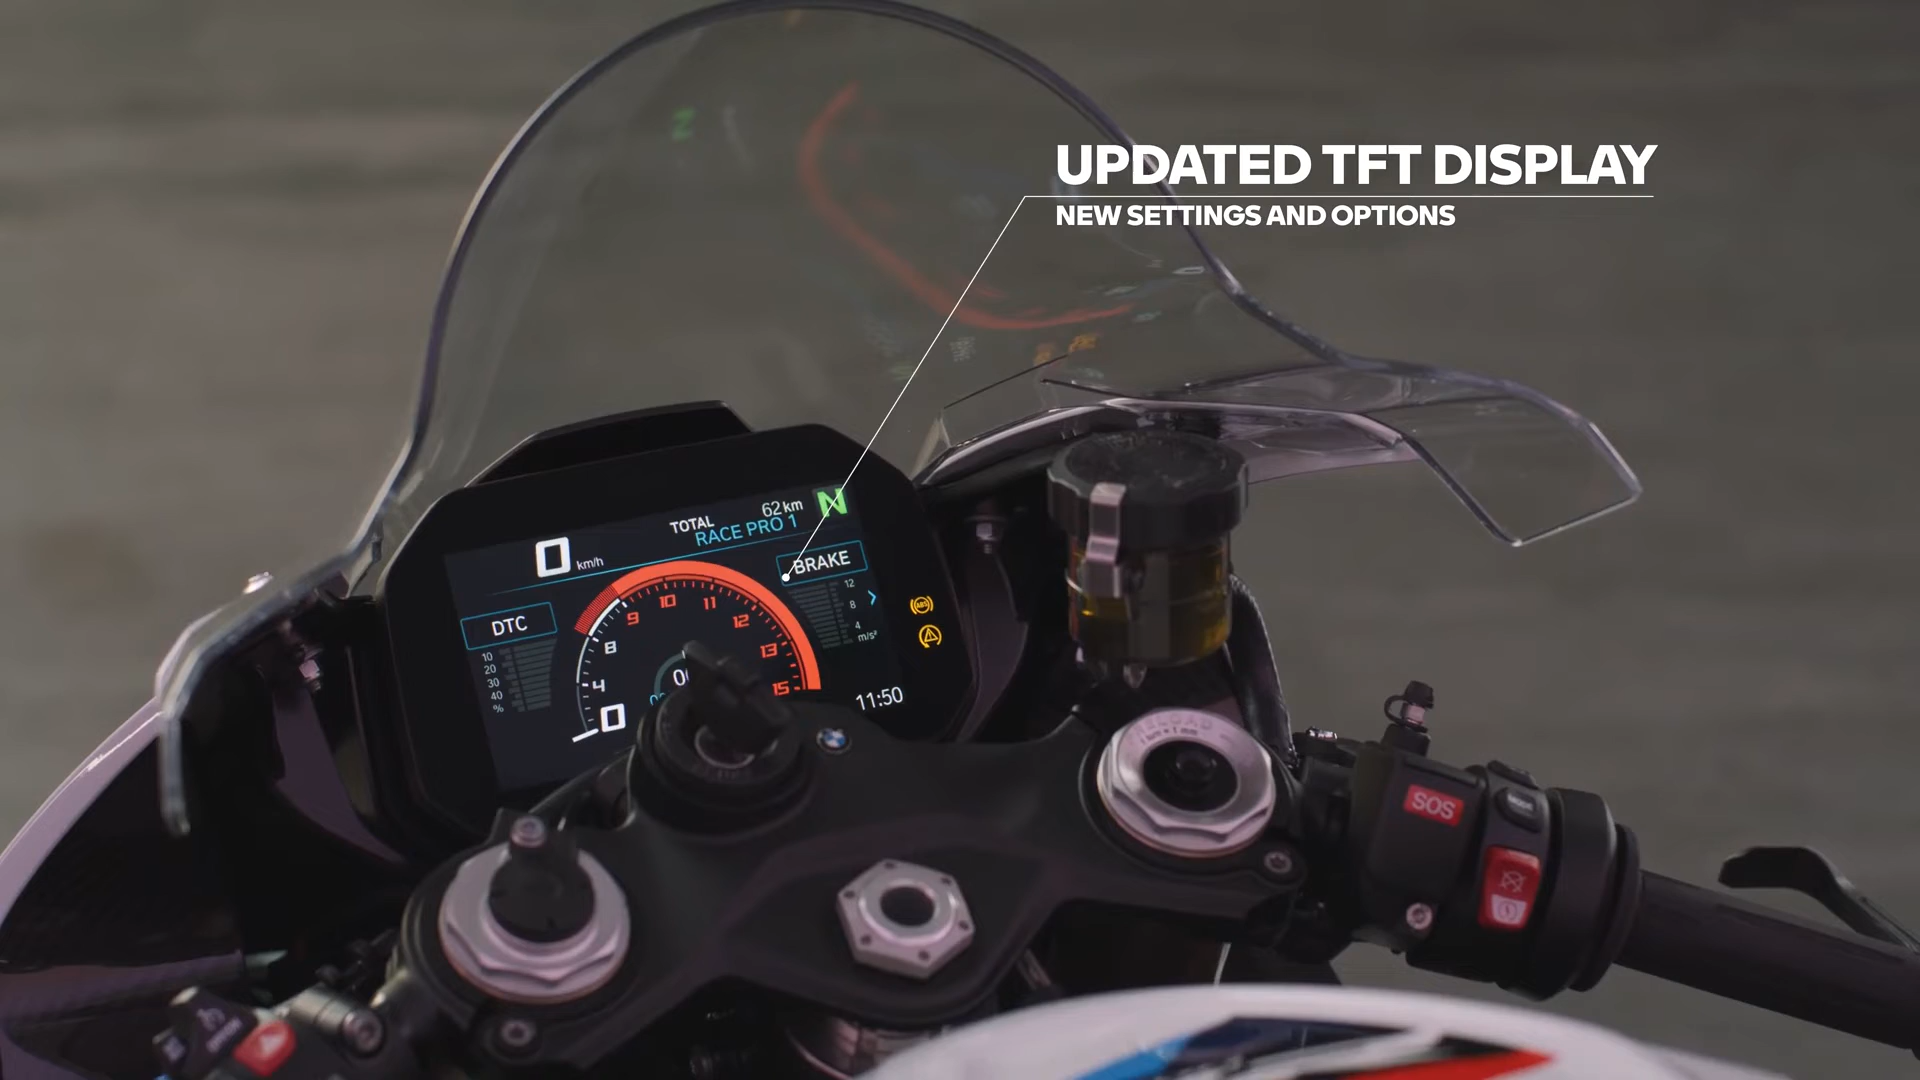 UPDATED TFT DISPLAY
NEW SETTINGS AND OPTIONS
TOTAL 62 km N
RACE PRO 1
0 km/h
BRAKE
12
8
4
m/s²
DTC
10
20
30
40
%
0
4
8
9
10
11
12
13
15
ABS
11:50
SOS